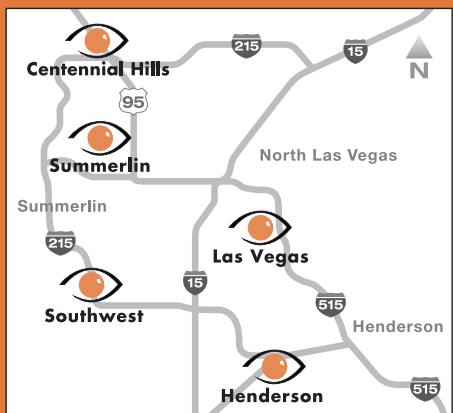 215
15
N
Centennial Hills
95
Summerlin
North Las Vegas
Summerlin
215
Las Vegas
15
Southwest
515
Henderson
Henderson
515